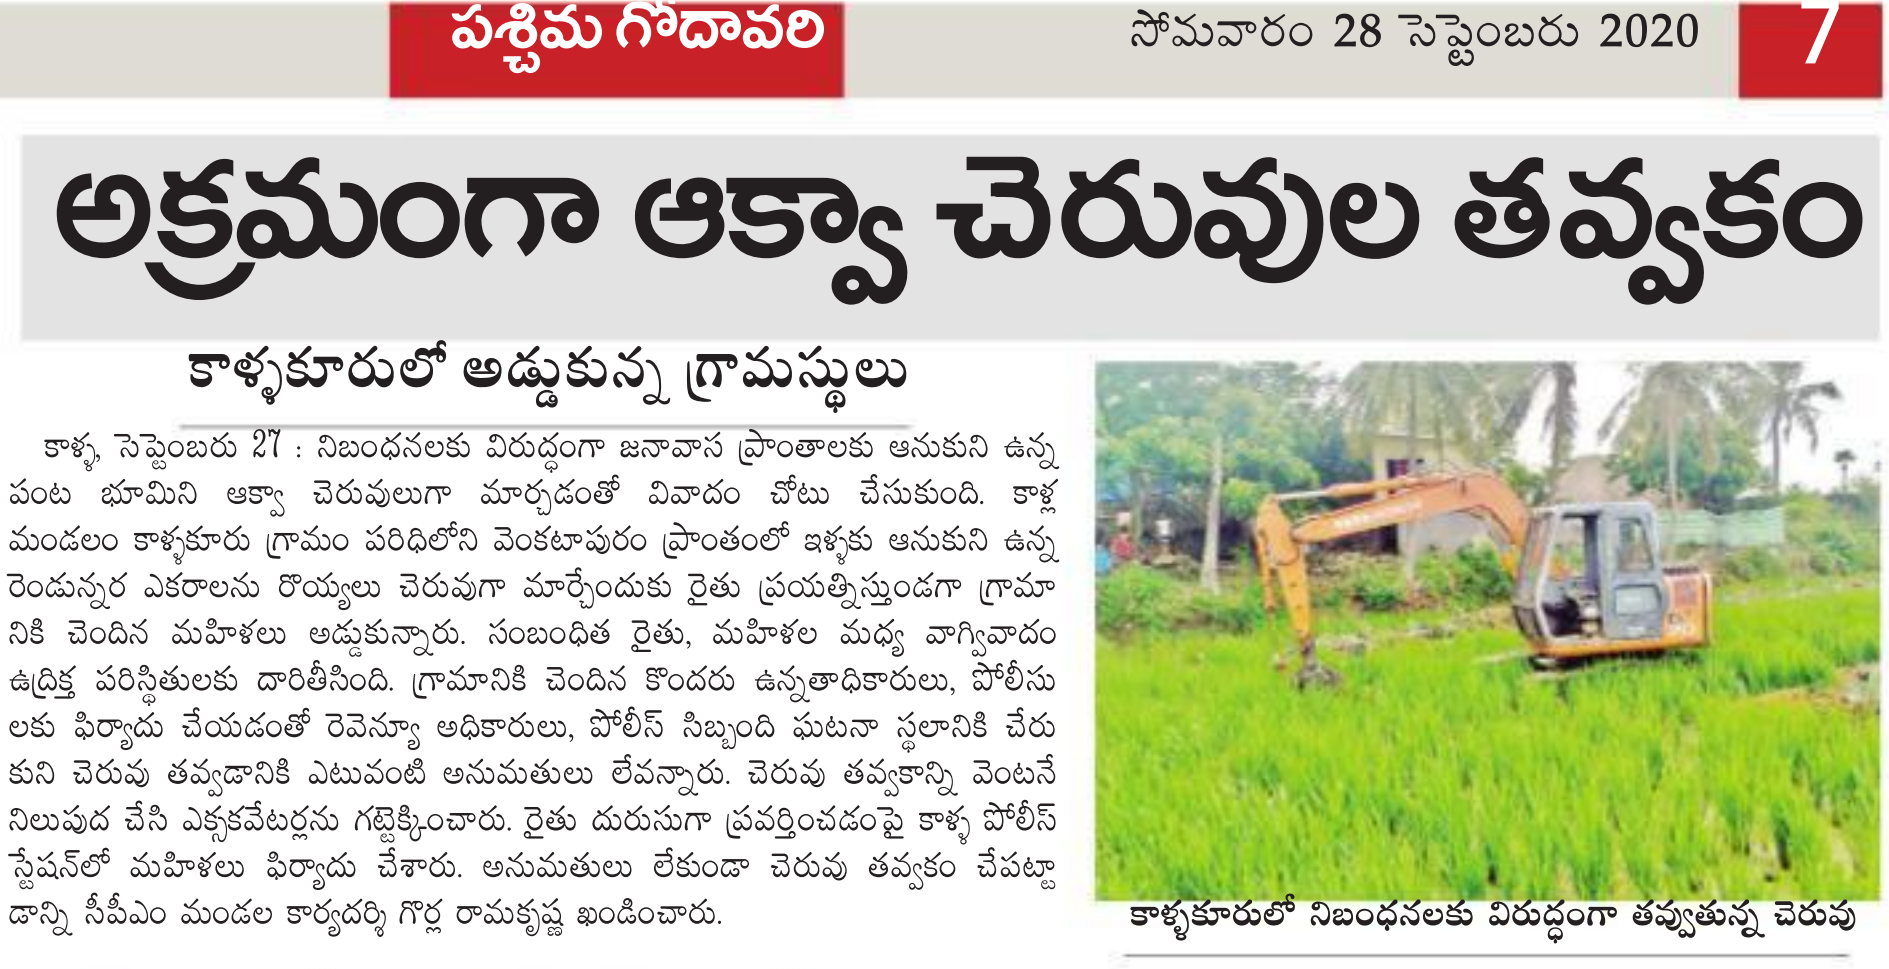 పశ్చిమ గోదావరి
సోమవారం 28 సెప్టెంబరు 2020
7
అక్రమంగా ఆక్వా చెరువుల తవ్వకం
కాళ్ళకూరులో అడ్డుకున్న గ్రామస్థులు
కాళ్ళ, సెప్టెంబరు 27 : నిబంధనలకు విరుద్ధంగా జనావాస ప్రాంతాలకు ఆనుకుని ఉన్న
పంట భూమిని ఆక్వా చెరువులుగా మార్చడంతో వివాదం చోటు చేసుకుంది. కాళ్ల
మండలం కాళ్ళకూరు గ్రామం పరిధిలోని వెంకటాపురం ప్రాంతంలో ఇళ్ళకు ఆనుకుని ఉన్న
రెండున్నర ఎకరాలను రొయ్యలు చెరువుగా మార్చేందుకు రైతు ప్రయత్నిస్తుండగా గ్రామా
నికి చెందిన మహిళలు అడ్డుకున్నారు. సంబంధిత రైతు, మహిళల మధ్య వాగ్వివాదం
ఉద్రిక్త పరిస్థితులకు దారితీసింది. గ్రామానికి చెందిన కొందరు ఉన్నతాధికారులు, పోలీసు
లకు ఫిర్యాదు చేయడంతో రెవెన్యూ అధికారులు, పోలీస్ సిబ్బంది ఘటనా స్థలానికి చేరు
కుని చెరువు తవ్వడానికి ఎటువంటి అనుమతులు లేవన్నారు. చెరువు తవ్వకాన్ని వెంటనే
నిలుపుద చేసి ఎక్సకవేటర్లను గట్టెక్కించారు. రైతు దురుసుగా ప్రవర్తించడంపై కాళ్ళ పోలీస్
స్టేషన్‌లో మహిళలు ఫిర్యాదు చేశారు. అనుమతులు లేకుండా చెరువు తవ్వకం చేపట్టా
డాన్ని సీపీఎం మండల కార్యదర్శి గొర్ల రామకృష్ణ ఖండించారు.
కాళ్ళకూరులో నిబంధనలకు విరుద్ధంగా తవ్వుతున్న చెరువు